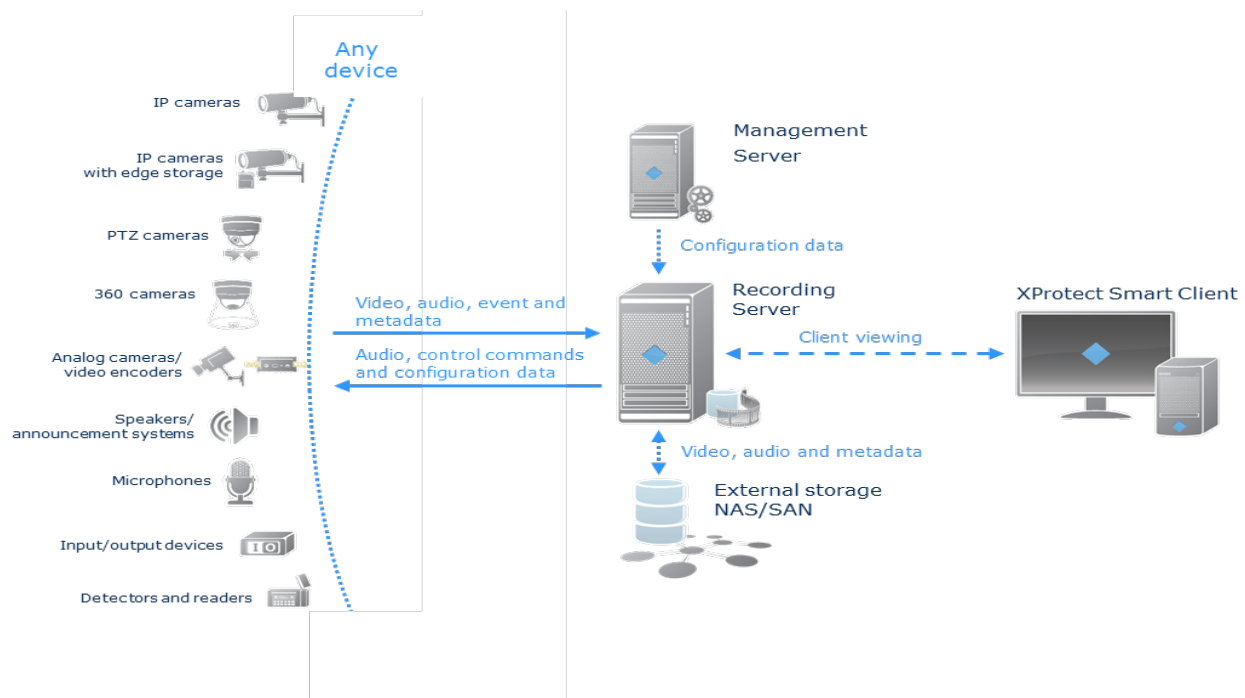 Any
device
IP cameras
IP cameras
with edge storage
PTZ cameras
360 cameras
Analog cameras/
video encoders
Speakers/
announcement systems
Microphones
Input/output devices
Detectors and readers
Video, audio, event and
metadata
Audio, control commands
and configuration data
Management
Server
Configuration data
Recording
Server
Client viewing
XProtect Smart Client
Video, audio and metadata
External storage
NAS/SAN